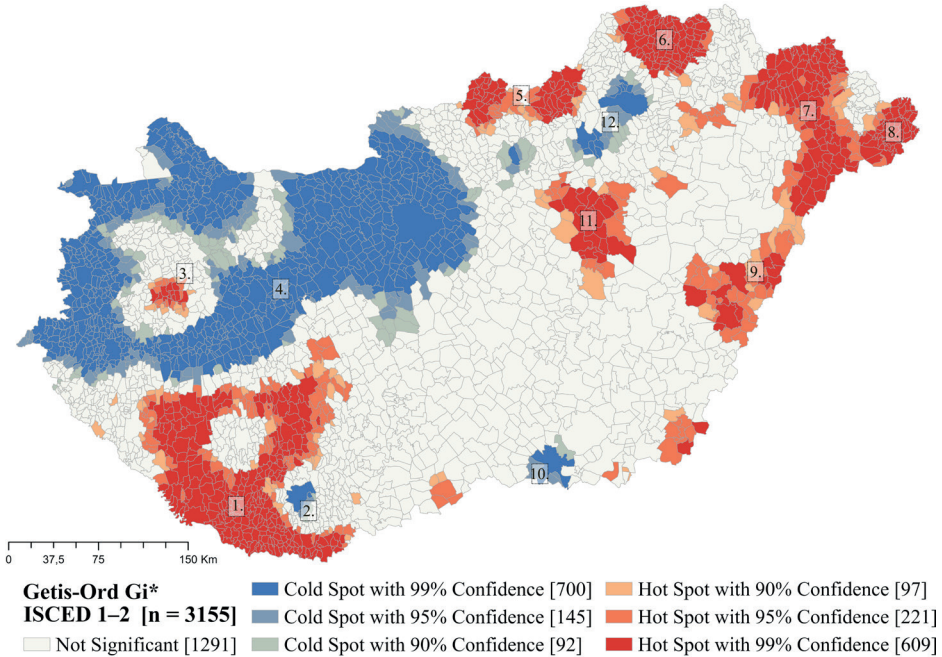 6.
5.
7.
12.
8.
11.
3.
9.
4.
10.
1.
2.
0 37,5 75 150 Km
Getis-Ord Gi*
ISCED 1–2 [n = 3155]
Not Significant [1291]
Cold Spot with 99% Confidence [700]
Cold Spot with 95% Confidence [145]
Cold Spot with 90% Confidence [92]
Hot Spot with 90% Confidence [97]
Hot Spot with 95% Confidence [221]
Hot Spot with 99% Confidence [609]